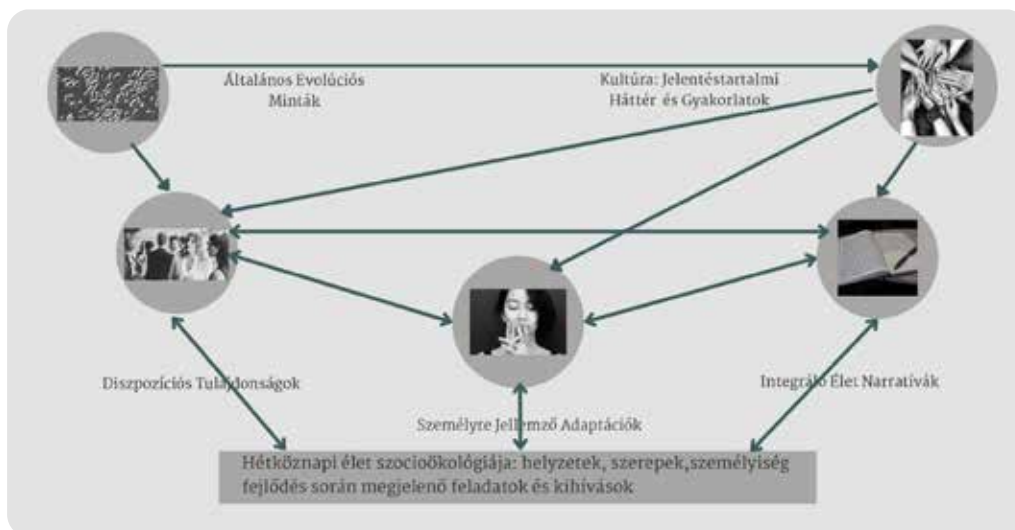 Általános Evolúciós
Minták
Kultúra: Jelentéstartalmi
Háttér és Gyakorlatok
Diszpozíciós Tulajdonságok
Személyre Jellemző Adaptációk
Integráló Élet Narratívák
Hétköznapi élet szocioökológiája: helyzetek, szerepek,személyiség
fejlődés során megjelenő feladatok és kihívások